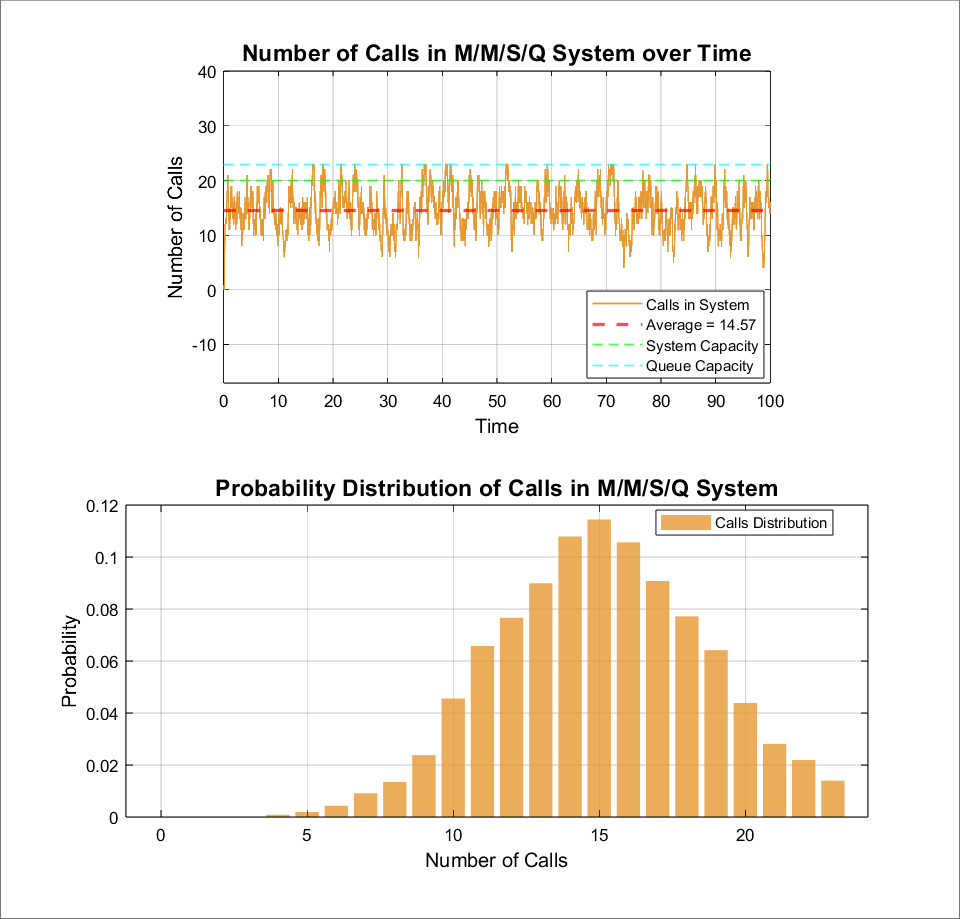 Number of Calls in M/M/S/Q System over Time
40
30
20
10
0
-10
Number of Calls
0 10 20 30 40 50 60 70 80 90 100
Time
Calls in System
Average = 14.57
System Capacity
Queue Capacity
Probability Distribution of Calls in M/M/S/Q System
0.12
0.1
0.08
0.06
0.04
0.02
0
Probability
0 5 10 15 20
Number of Calls
Calls Distribution